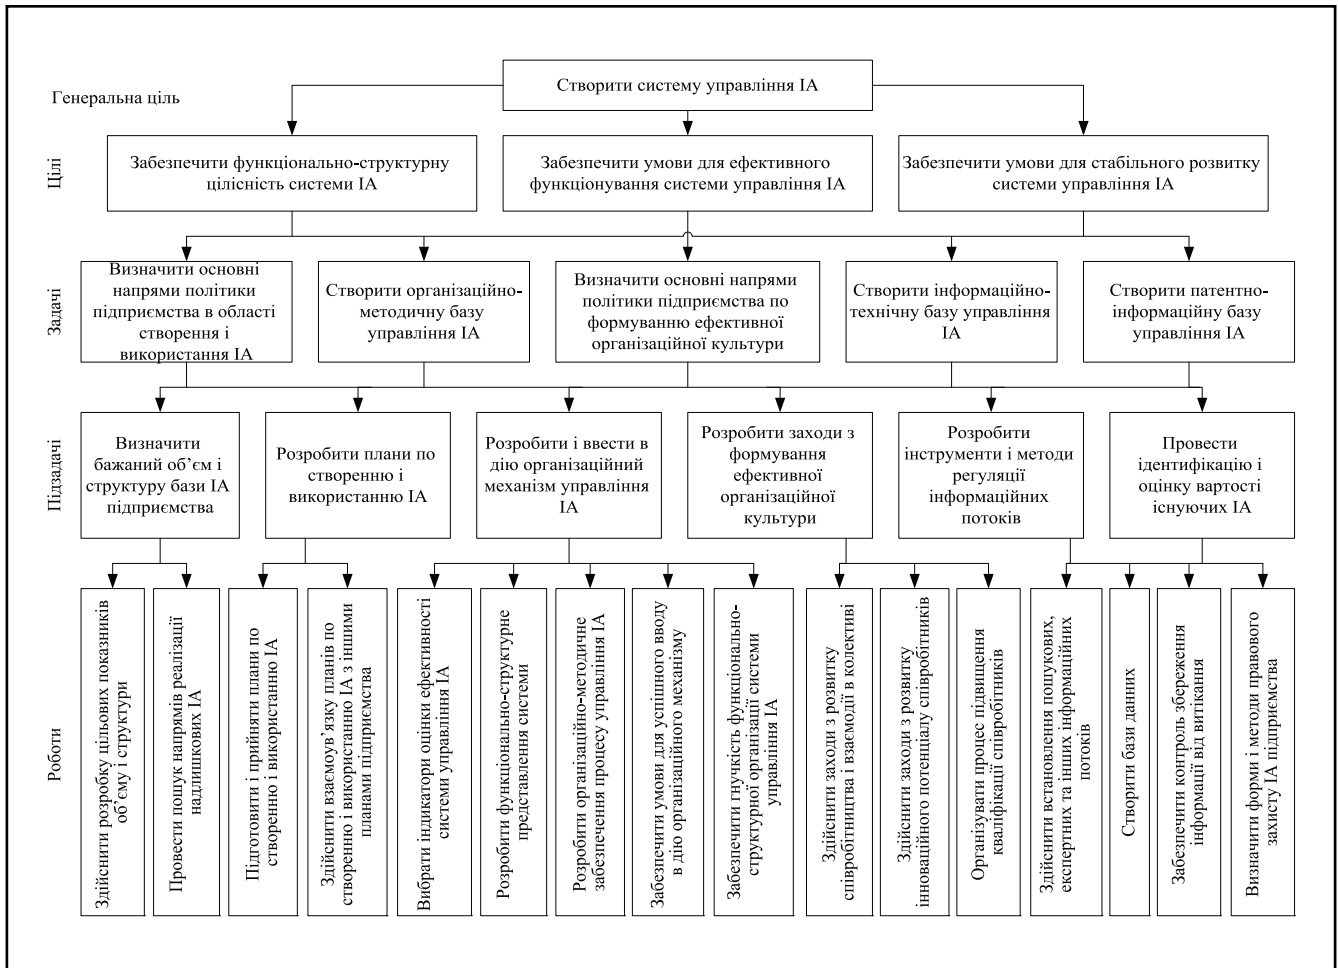 Створити систему управління ІА
Генеральна ціль
Цілі
Забезпечити функціонально-структурну
цілісність системи ІА
Забезпечити умови для ефективного
функціонування системи управління ІА
Забезпечити умови для стабільного розвитку
системи управління ІА
Задачі
Визначити основні
напрями політики
підприємства в області
створення і
використання ІА
Створити організаційно-
методичну базу
управління ІА
Визначити основні напрями
політики підприємства по
формуванню ефективної
організаційної культури
Створити інформаційно-
технічну базу управління
ІА
Створити патентно-
інформаційну базу
управління ІА
Підзадачі
Визначити
бажаний об’єм і
структуру бази ІА
підприємства
Розробити плани по
створенню і
використанню ІА
Розробити і ввести в
дію організаційний
механізм управління
ІА
Розробити заходи з
формування
ефективної
організаційної
культури
Розробити
інструменти і методи
регуляції
інформаційних
потоків
Провести
ідентифікацію і
оцінку вартості
існуючих ІА
Роботи
Здійснити розробку цільових показників
об’єму і структури
Провести пошук напрямів реалізації
надлишкових ІА
Підготовити і прийняти плани по
створенню і використанню ІА
Здійснити взаємоув’язку планів по
створенню і використанню ІА з іншими
планами підприємства
Вибрати індикатори оцінки ефективності
системи управління ІА
Розробити функціонально-структурне
представлення системи
Розробити організаційно-методичне
забезпечення процесу управління ІА
Забезпечити умови для успішного вводу
в дію організаційного механізму
Забезпечити гнучкість функціонально-
структурної організації системи
управління ІА
Здійснити заходи з розвитку
співробітництва і взаємодії в колективі
Здійснити заходи з розвитку
інноваційного потенціалу співробітників
Організувати процес підвищення
кваліфікації співробітників
Здійснити встановлення пошукових,
експертних та інших інформаційних
потоків
Створити бази данних
Забезпечити контроль збереження
інформації від витікання
Визначити форми і методи правового
захисту ІА підприємства